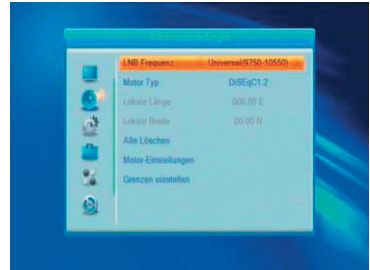 LNB Frequenz Universal(9750-10550)
Motor Typ DiSEqC1.2
Lokale Länge 000.00 E
Lokale Breite 00.00 N
Alle Löschen
Motor-Einstellungen
Grenzen einstellen